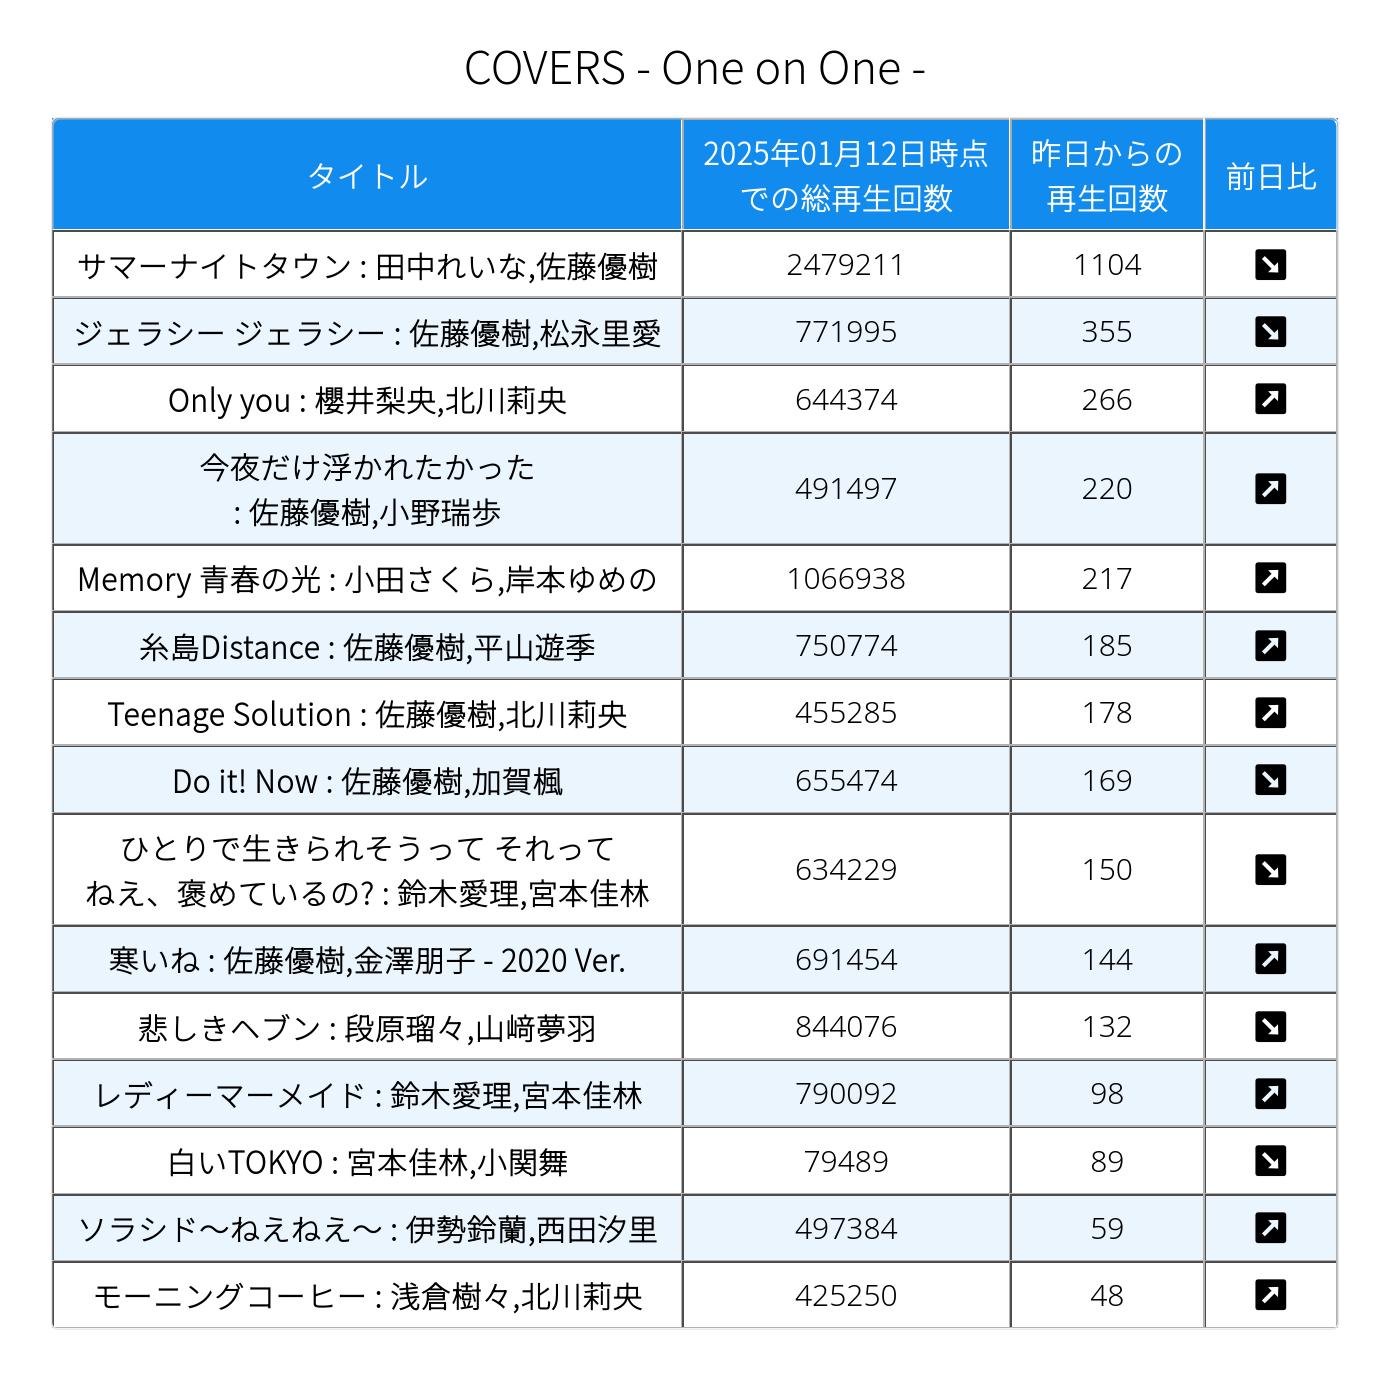 COVERS - One on One -
タイトル
2025年01月12日時点
での総再生回数
昨日からの
再生回数
前日比
サマーナイトタウン : 田中れいな,佐藤優樹 2479211 1104
ジェラシー ジェラシー : 佐藤優樹,松永里愛 771995 355
Only you : 櫻井梨央,北川莉央 644374 266
今夜だけ浮かれたかった
: 佐藤優樹,小野瑞歩 491497 220
Memory 青春の光 : 小田さくら,岸本ゆめの 1066938 217
糸島Distance : 佐藤優樹,平山遊季 750774 185
Teenage Solution : 佐藤優樹,北川莉央 455285 178
Do it! Now : 佐藤優樹,加賀楓 655474 169
ひとりで生きられそうって それって
ねえ、褒めているの? : 鈴木愛理,宮本佳林 634229 150
寒いね : 佐藤優樹,金澤朋子 - 2020 Ver. 691454 144
悲しきヘブン : 段原瑠々,山﨑夢羽 844076 132
レディーマーメイド : 鈴木愛理,宮本佳林 790092 98
白いTOKYO : 宮本佳林,小関舞 79489 89
ソラシド～ねえねえ～ : 伊勢鈴蘭,西田汐里 497384 59
モーニングコーヒー : 浅倉樹々,北川莉央 425250 48